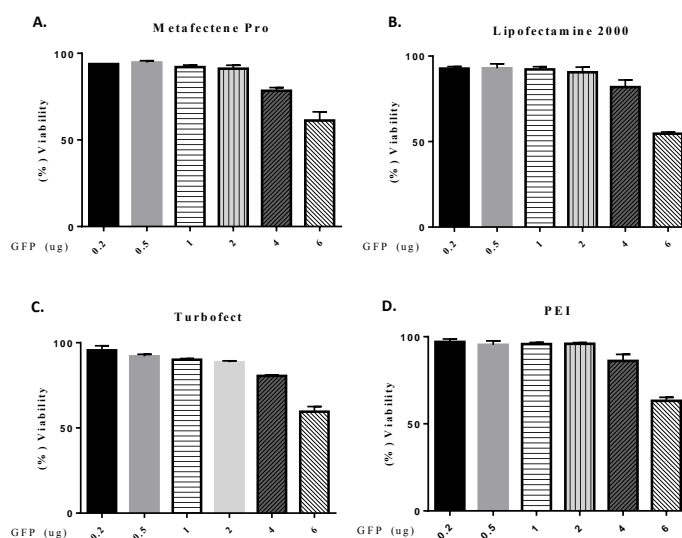 A.
Metafectene Pro
100
50
0
(%) Viability
GFP (ug)
0.2 0.5 1 2 4 6
B.
Lipofectamine 2000
100
50
0
(%) Viability
GFP (ug)
0.2 0.5 1 2 4 6
C.
Turbofect
100
50
0
(%) Viability
GFP (ug)
0.2 0.5 1 2 4 6
D.
PEI
100
50
0
(%) Viability
GFP (ug)
0.2 0.5 1 2 4 6